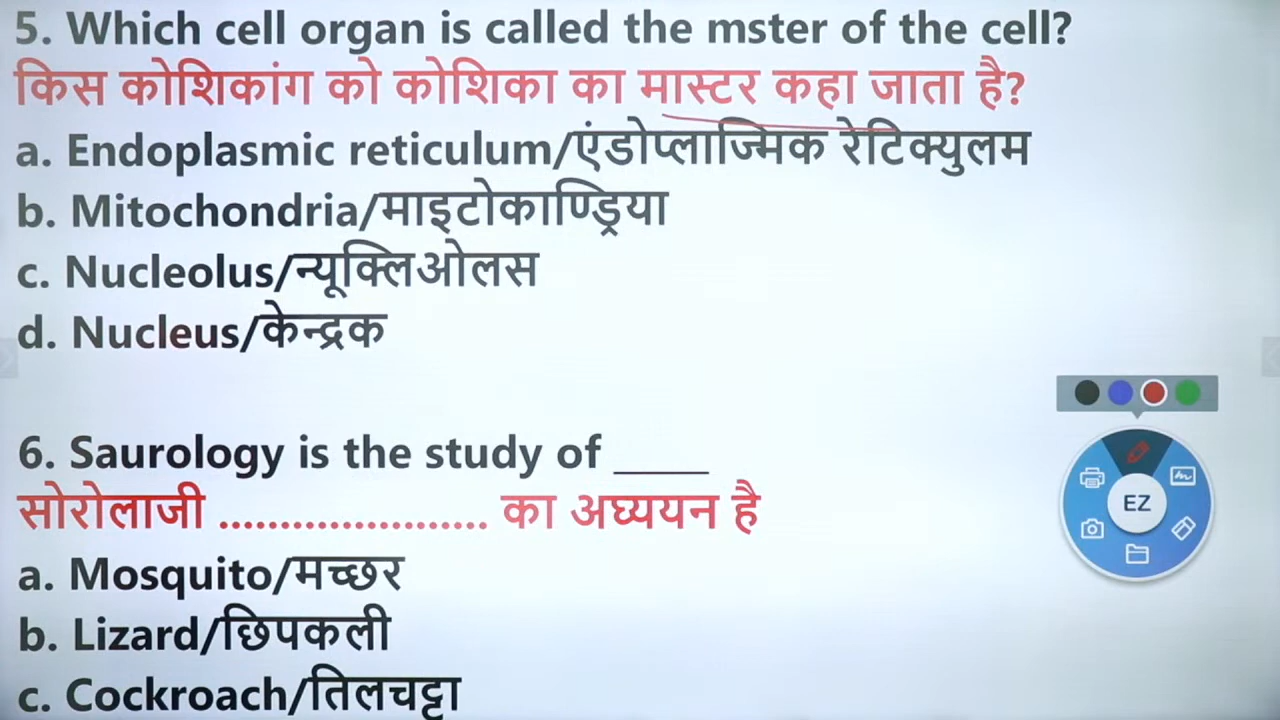 5. Which cell organ is called the mster of the cell?
किस कोशिकांग को कोशिका का मास्टर कहा जाता है?
a. Endoplasmic reticulum/एंडोप्लाज्मिक रेटिक्युलम
b. Mitochondria/माइटोकाण्ड्रिया
c. Nucleolus/न्यूक्लिओलस
d. Nucleus/केन्द्रक
6. Saurology is the study of _____
सोरोलाजी ...................... का अघ्ययन है
a. Mosquito/मच्छर
b. Lizard/छिपकली
c. Cockroach/तिलचट्टा
EZ